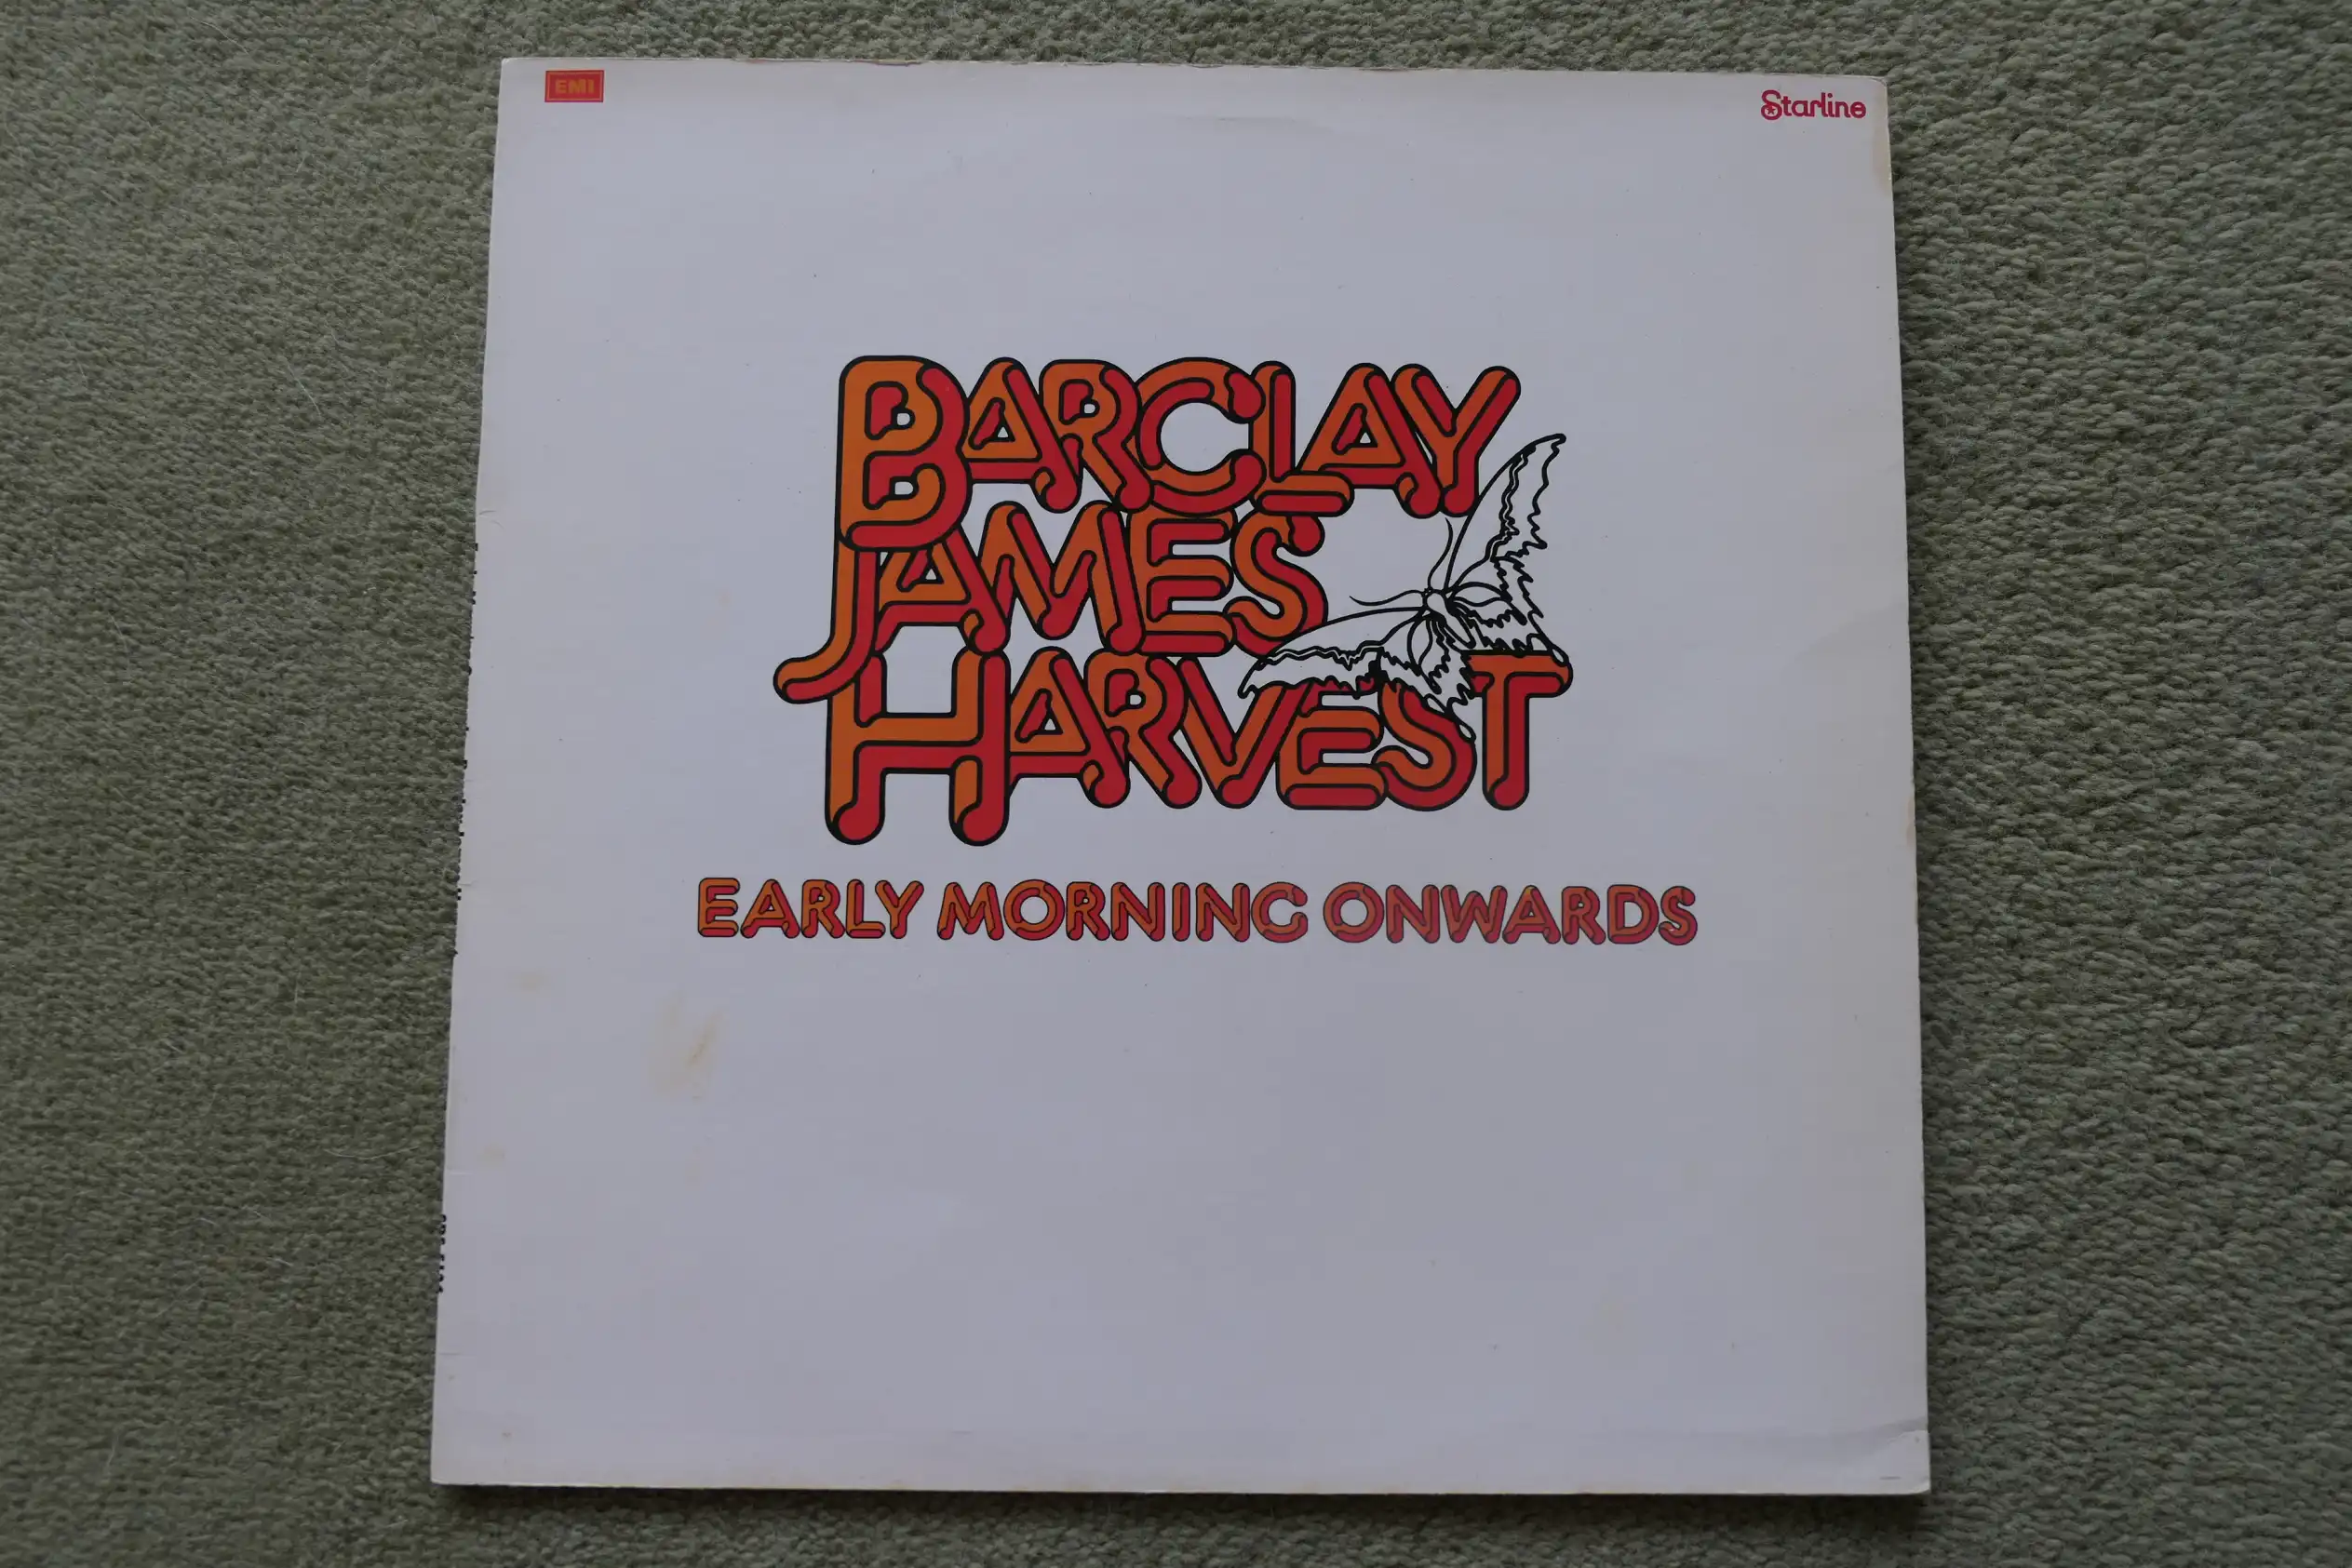 EMI
Starline
BARCLAY
JAMES
HARVEST
EARLY MORNING ONWARDS